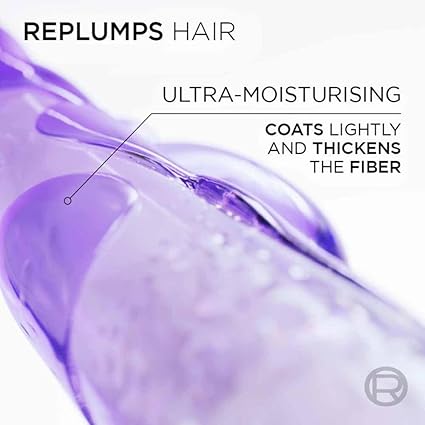 REPLUMPS HAIR
ULTRA-MOISTURISING
COATS LIGHTLY
AND THICKENS
THE FIBER
R